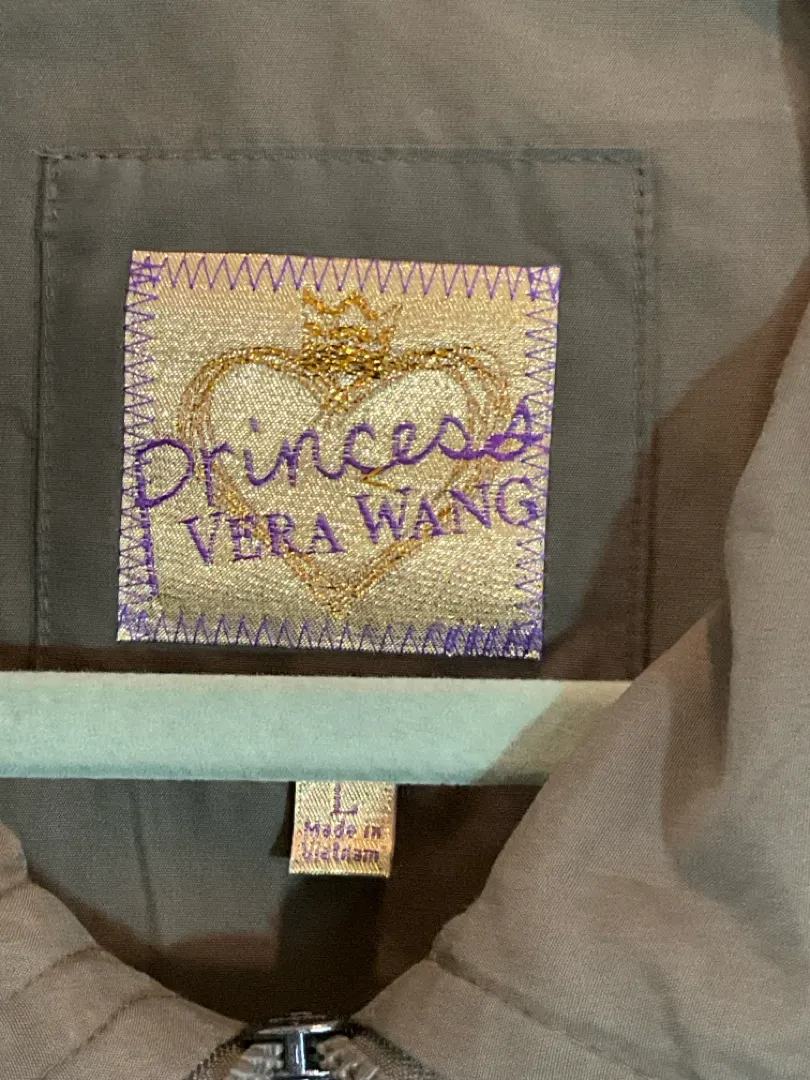 Princess
VERA WANG
L
Made in
Vietnam